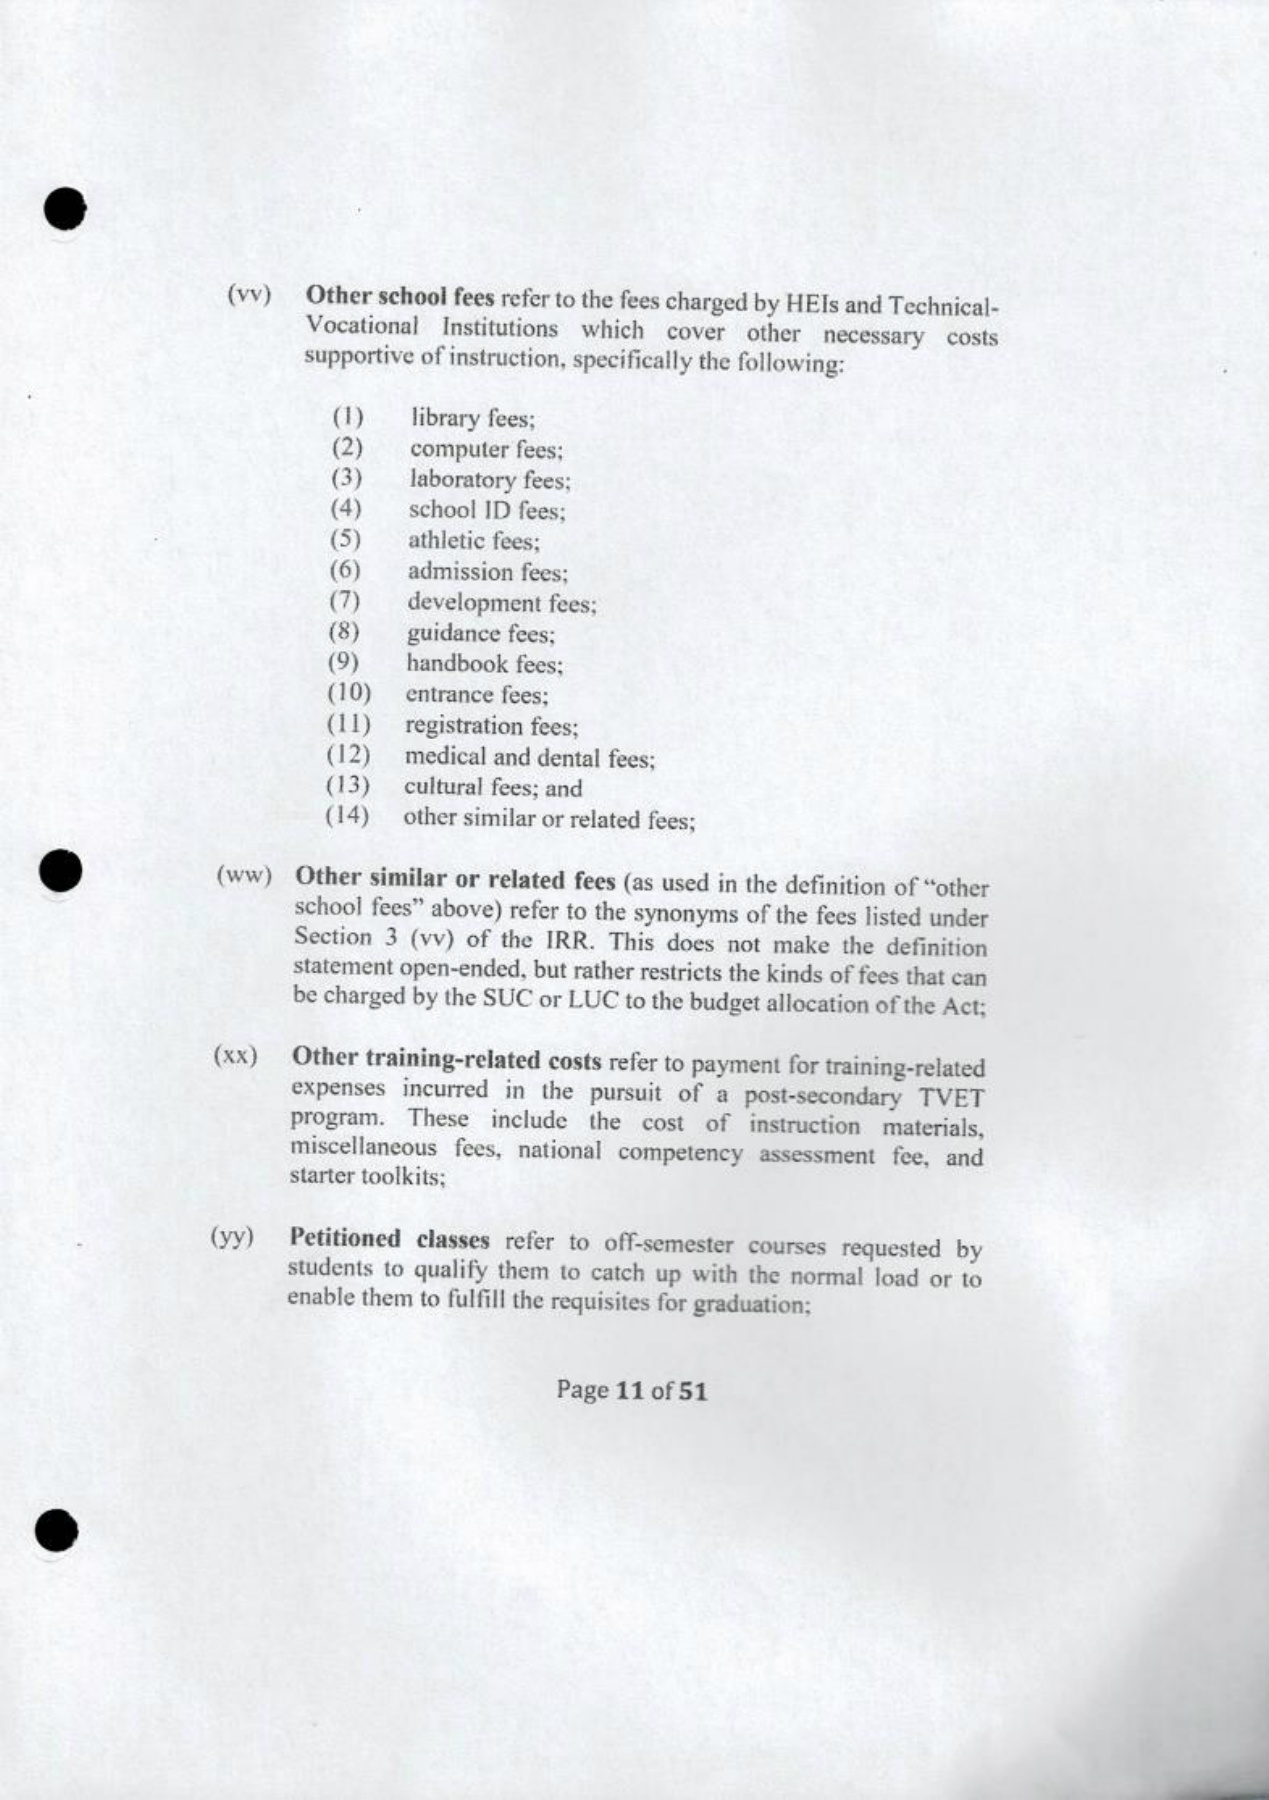 (vv) Other school fees refer to the fees charged by HEIs and Technical-
Vocational Institutions which cover other necessary costs
supportive of instruction, specifically the following:
(1) library fees;
(2) computer fees;
(3) laboratory fees;
(4) school ID fees;
(5) athletic fees;
(6) admission fees;
(7) development fees;
(8) guidance fees;
(9) handbook fees;
(10) entrance fees;
(11) registration fees;
(12) medical and dental fees;
(13) cultural fees; and
(14) other similar or related fees;
(ww) Other similar or related fees (as used in the definition of “other
school fees” above) refer to the synonyms of the fees listed under
Section 3 (vv) of the IRR. This does not make the definition
statement open-ended, but rather restricts the kinds of fees that can
be charged by the SUC or LUC to the budget allocation of the Act;
(xx) Other training-related costs refer to payment for training-related
expenses incurred in the pursuit of a post-secondary TVET
program. These include the cost of instruction materials,
miscellaneous fees, national competency assessment fee, and
starter toolkits;
(yy) Petitioned classes refer to off-semester courses requested by
students to qualify them to catch up with the normal load or to
enable them to fulfill the requisites for graduation;
Page 11 of 51